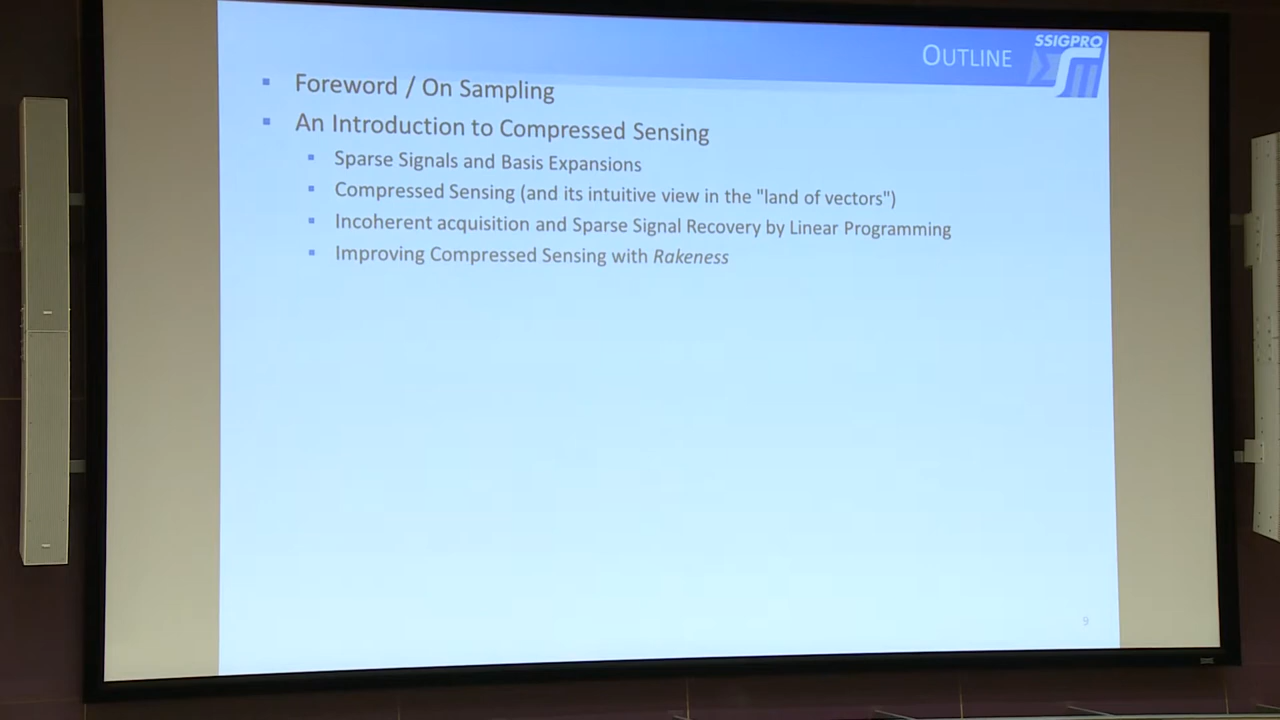 SSIGPRO
OUTLINE
Foreword / On Sampling
An Introduction to Compressed Sensing
Sparse Signals and Basis Expansions
Compressed Sensing (and its intuitive view in the "land of vectors")
Incoherent acquisition and Sparse Signal Recovery by Linear Programming
Improving Compressed Sensing with Rakeness
9